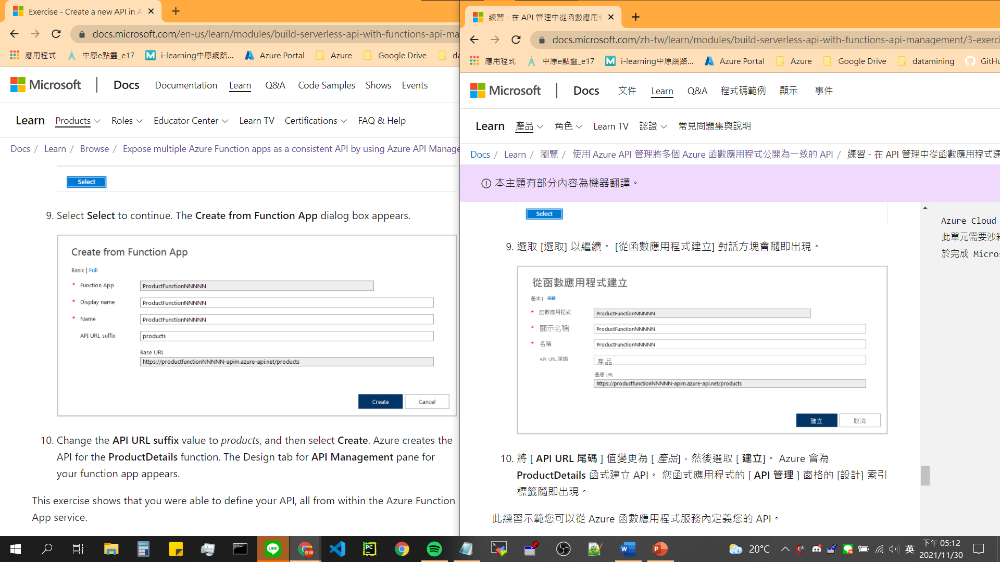 Exercise - Create a new API in A
docs.microsoft.com/en-us/learn/modules/build-serverless-api-with-functions-api-ma
應用程式 中原e點靈_e17 i-learning中原網路... Azure Portal Azure Google Drive da
Microsoft Docs Documentation Learn Q&A Code Samples Shows Events
Learn Products Roles Educator Center Learn TV Certifications FAQ & Help
Docs / Learn / Browse / Expose multiple Azure Function apps as a consistent API by using Azure API Manage
Select
9. Select Select to continue. The Create from Function App dialog box appears.
Create from Function App
Basic | Full
* Function App ProductFunctionNNNNN
* Display name ProductFunctionNNNNN
* Name ProductFunctionNNNNN
API URL suffix products
Base URL
https://productfunctionNNNNN-apim.azure-api.net/products
Create Cancel
10. Change the API URL suffix value to products, and then select Create. Azure creates the
API for the ProductDetails function. The Design tab for API Management pane for
your function app appears.
This exercise shows that you were able to define your API, all from within the Azure Function
App service.
練習 - 在 API 管理中從函數應用程
docs.microsoft.com/zh-tw/learn/modules/build-serverless-api-with-functions-api-management/3-exerci
應用程式 中原e點靈_e17 i-learning中原網路... Azure Portal Azure Google Drive datamining GitHu
Microsoft Docs 文件 Learn Q&A 程式碼範例 顯示 事件
Learn 產品 角色 Learn TV 認證 常見問題集與說明
Docs / Learn / 瀏覽 / 使用 Azure API 管理將多個 Azure 函數應用程式公開為一致的 API / 練習 - 在 API 管理中從函數應用程式建
本主題有部分內容為機器翻譯。
Select
9. 選取 [選取] 以繼續。 [從函數應用程式建立] 對話方塊會隨即出現。
從函數應用程式建立
基本 | 完整
* 函數應用程式 ProductFunctionNNNNN
* 顯示名稱 ProductFunctionNNNNN
* 名稱 ProductFunctionNNNNN
API URL 尾碼 產品
基底 URL
https://productfunctionNNNNN-apim.azure-api.net/products
建立 取消
10. 將 [ API URL 尾碼 ] 值變更為 [ 產品]，然後選取 [ 建立]。 Azure 會為
ProductDetails 函式建立 API。 您函式應用程式的 [ API 管理 ] 窗格的 [設計] 索引
標籤隨即出現。
此練習示範您可以從 Azure 函數應用程式服務內定義您的 API。
Azure Cloud
此單元需要沙箱
於完成 Micros
20°C 英 下午 05:12
2021/11/30